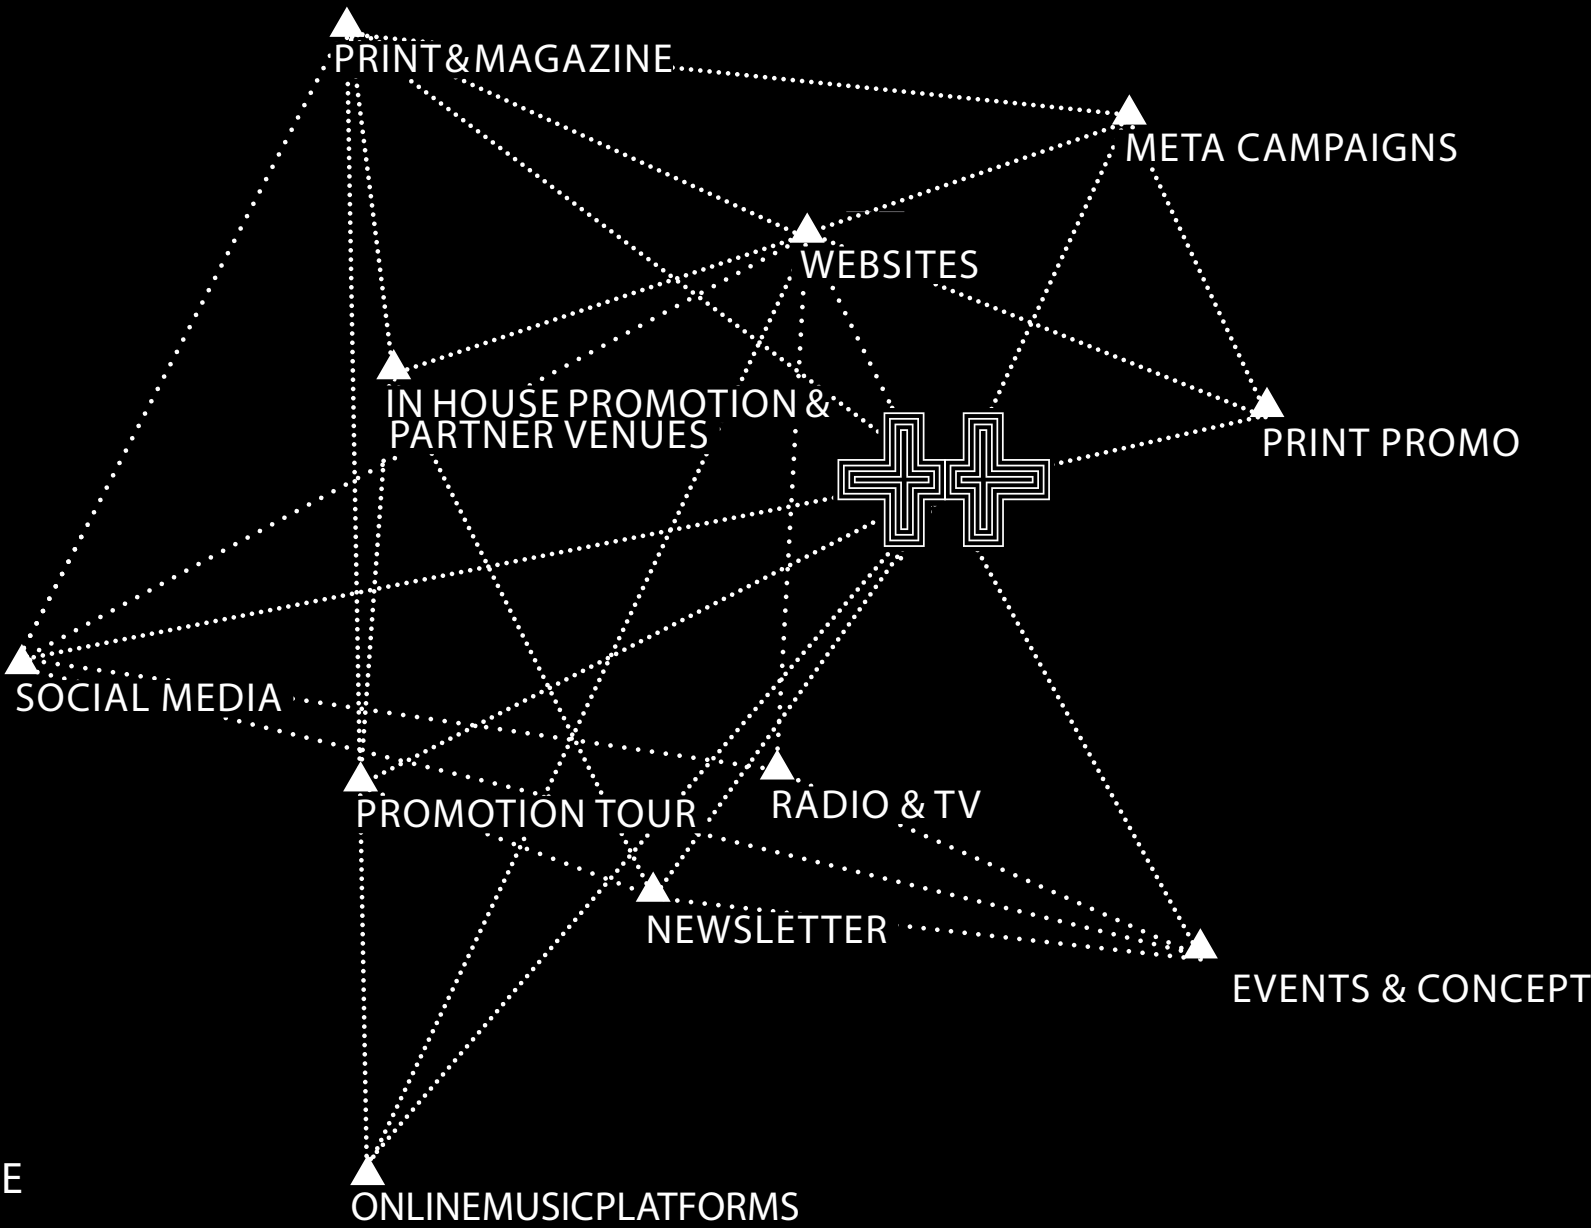 PRINT&MAGAZINE
META CAMPAIGNS
WEBSITES
IN HOUSE PROMOTION &
PARTNER VENUES
PRINT PROMO
SOCIAL MEDIA
RADIO & TV
PROMOTION TOUR
NEWSLETTER
EVENTS & CONCEPT
E
ONLINEMUSICPLATFORMS